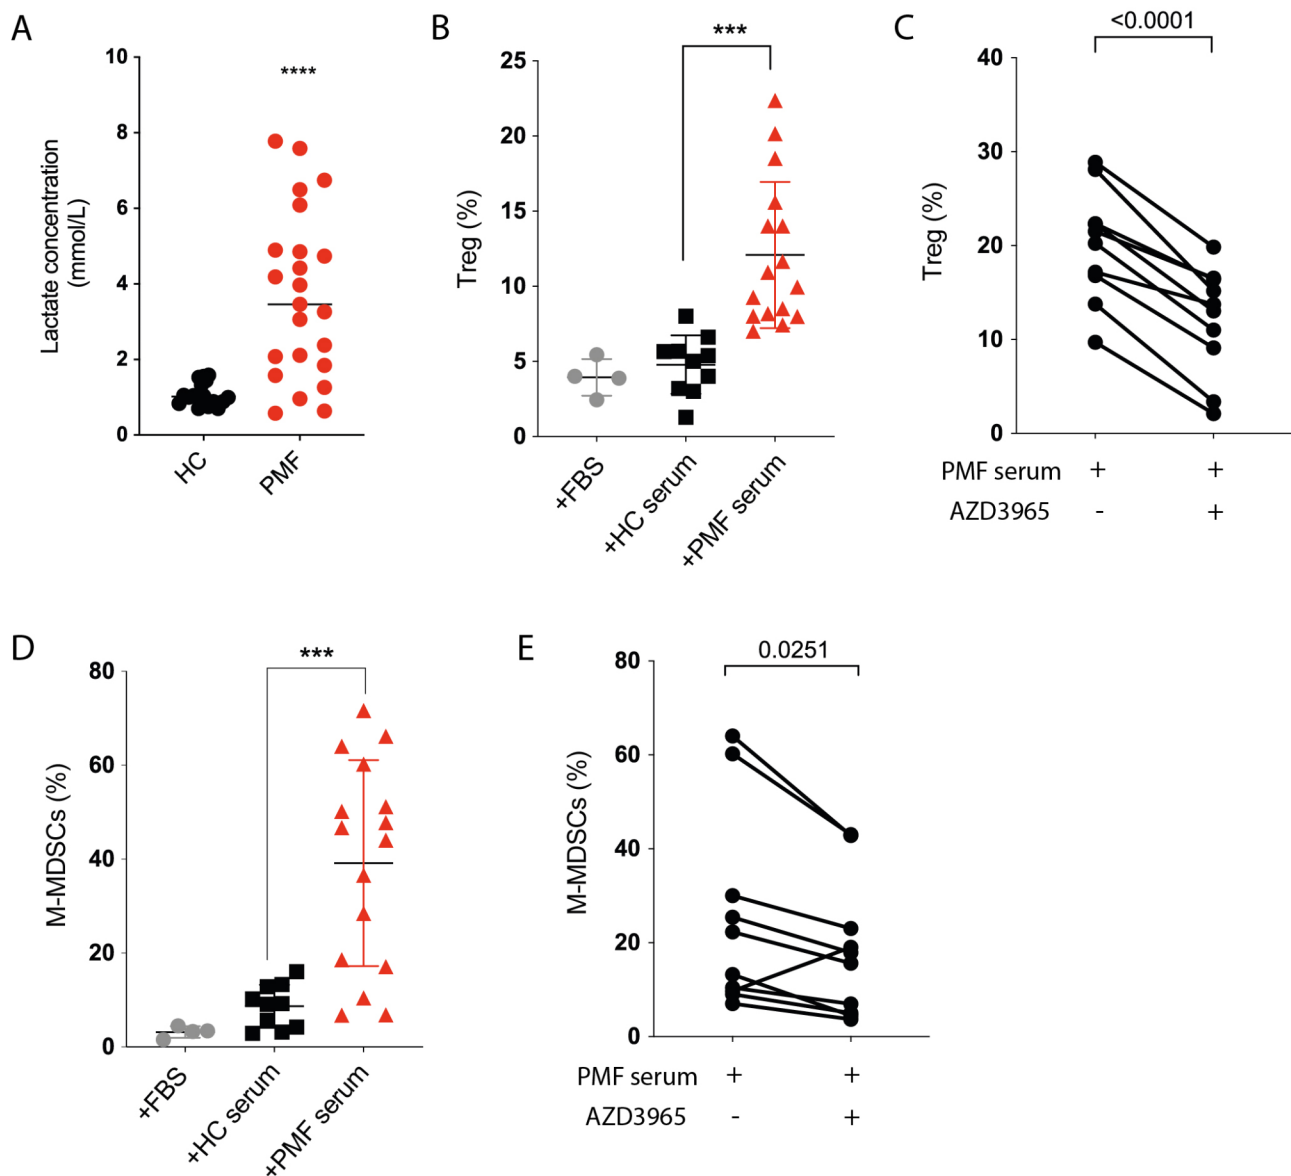 A
10
8
6
4
2
0
Lactate concentration
(mmol/L)
****
HC
PMF
B
25
20
15
10
5
0
Treg (%)
***
+FBS
+HC serum
+PMF serum
C
<0.0001
40
30
20
10
0
Treg (%)
PMF serum + +
AZD3965 - +
D
80
60
40
20
0
M-MDSCs (%)
***
+FBS
+HC serum
+PMF serum
E
0.0251
80
60
40
20
0
M-MDSCs (%)
PMF serum + +
AZD3965 - +